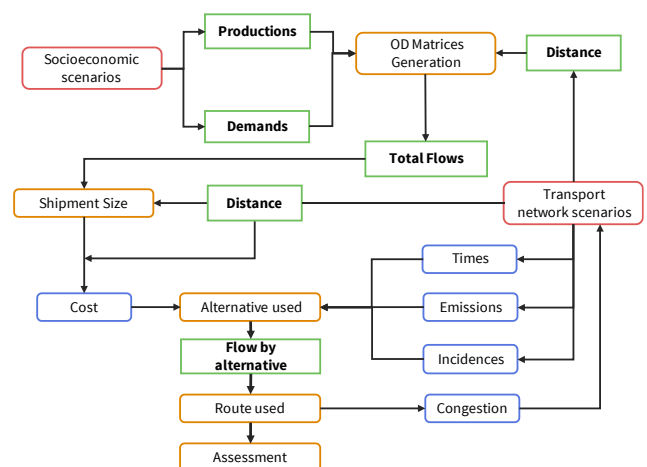 Productions
OD Matrices
Generation
Distance
Socioeconomic
scenarios
Demands
Total Flows
Shipment Size
Distance
Transport
network scenarios
Times
Cost
Alternative used
Emissions
Flow by
alternative
Incidences
Route used
Congestion
Assessment